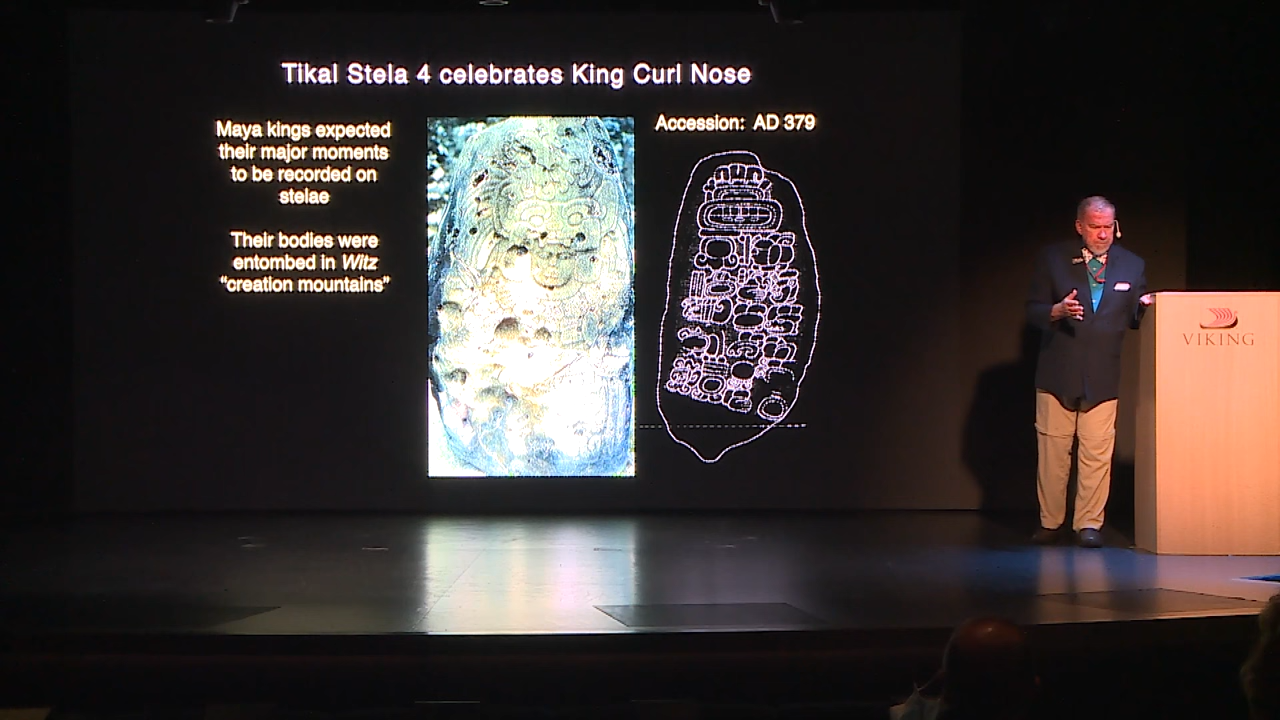 Tikal Stela 4 celebrates King Curl Nose
Maya kings expected
their major moments
to be recorded on
stelae
Their bodies were
entombed in Witz
“creation mountains”
Accession: AD 379
VIKING